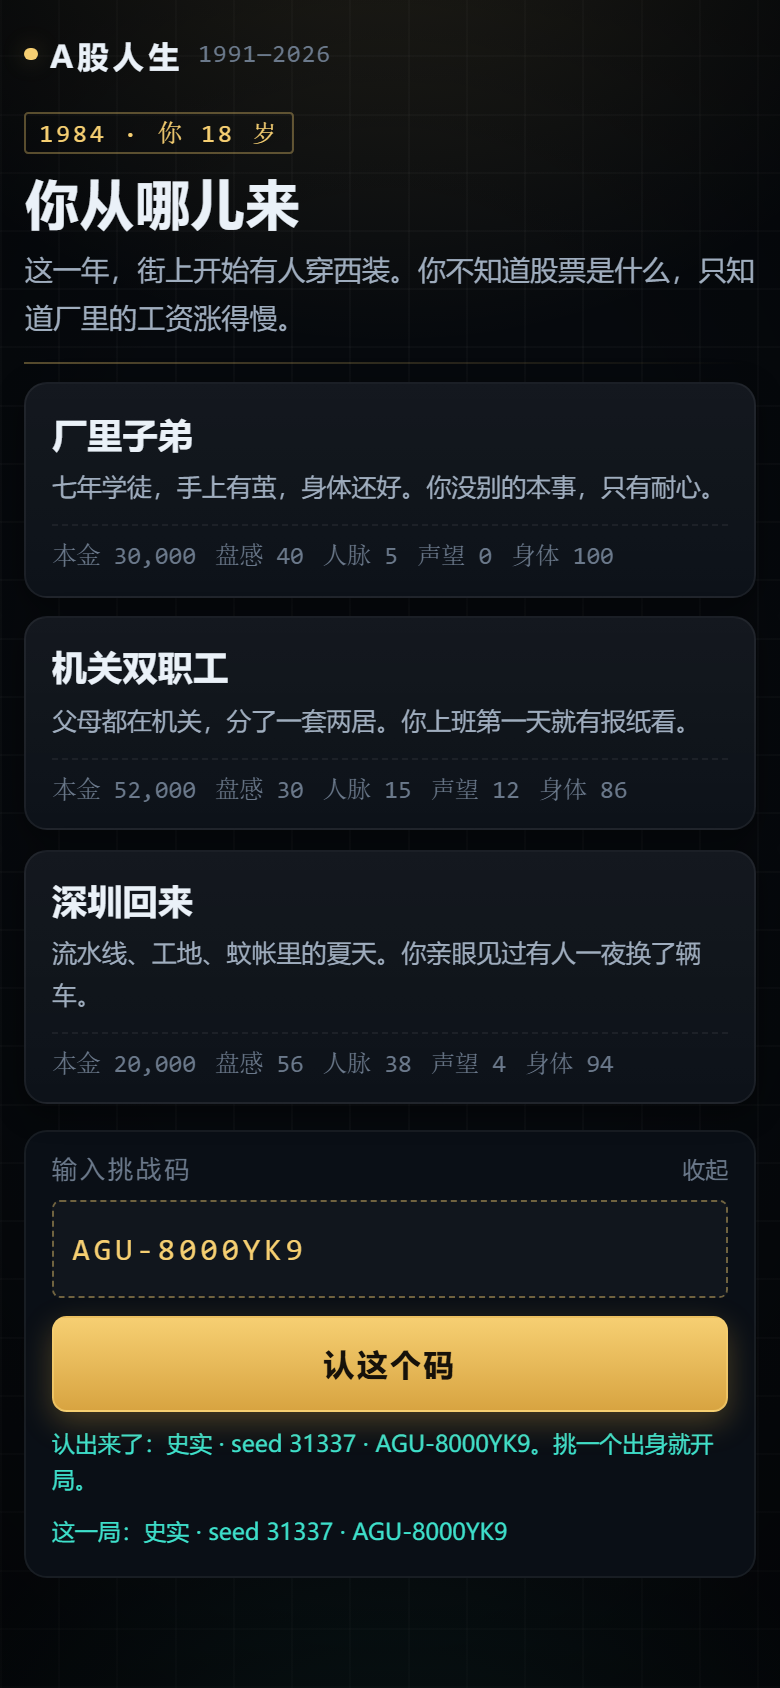 A股人生 1991—2026
1984 · 你 18 岁
你从哪儿来
这一年，街上开始有人穿西装。你不知道股票是什么，只知
道厂里的工资涨得慢。
厂里子弟
七年学徒，手上有茧，身体还好。你没别的本事，只有耐心。
本金 30,000 盘感 40 人脉 5 声望 0 身体 100
机关双职工
父母都在机关，分了一套两居。你上班第一天就有报纸看。
本金 52,000 盘感 30 人脉 15 声望 12 身体 86
深圳回来
流水线、工地、蚊帐里的夏天。你亲眼见过有人一夜换了辆
车。
本金 20,000 盘感 56 人脉 38 声望 4 身体 94
输入挑战码 收起
AGU-8000YK9
认这个码
认出来了：史实 · seed 31337 · AGU-8000YK9。挑一个出身就开
局。
这一局：史实 · seed 31337 · AGU-8000YK9